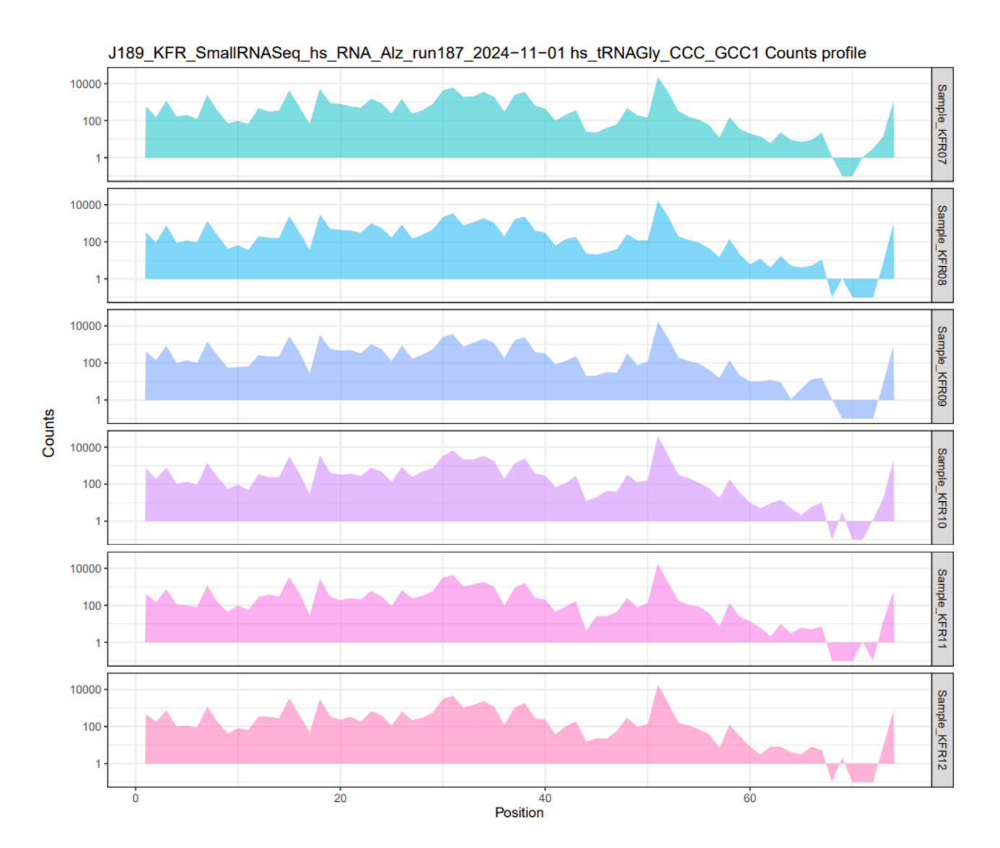 J189_KFR_SmallRNASeq_hs_RNA_Alz_run187_2024−11−01 hs_tRNAGly_CCC_GCC1 Counts profile
10000
100
1
Sample_KFR07
10000
100
1
Sample_KFR08
10000
100
1
Sample_KFR09
Counts
10000
100
1
Sample_KFR10
10000
100
1
Sample_KFR11
10000
100
1
Sample_KFR12
0 20 40 60
Position